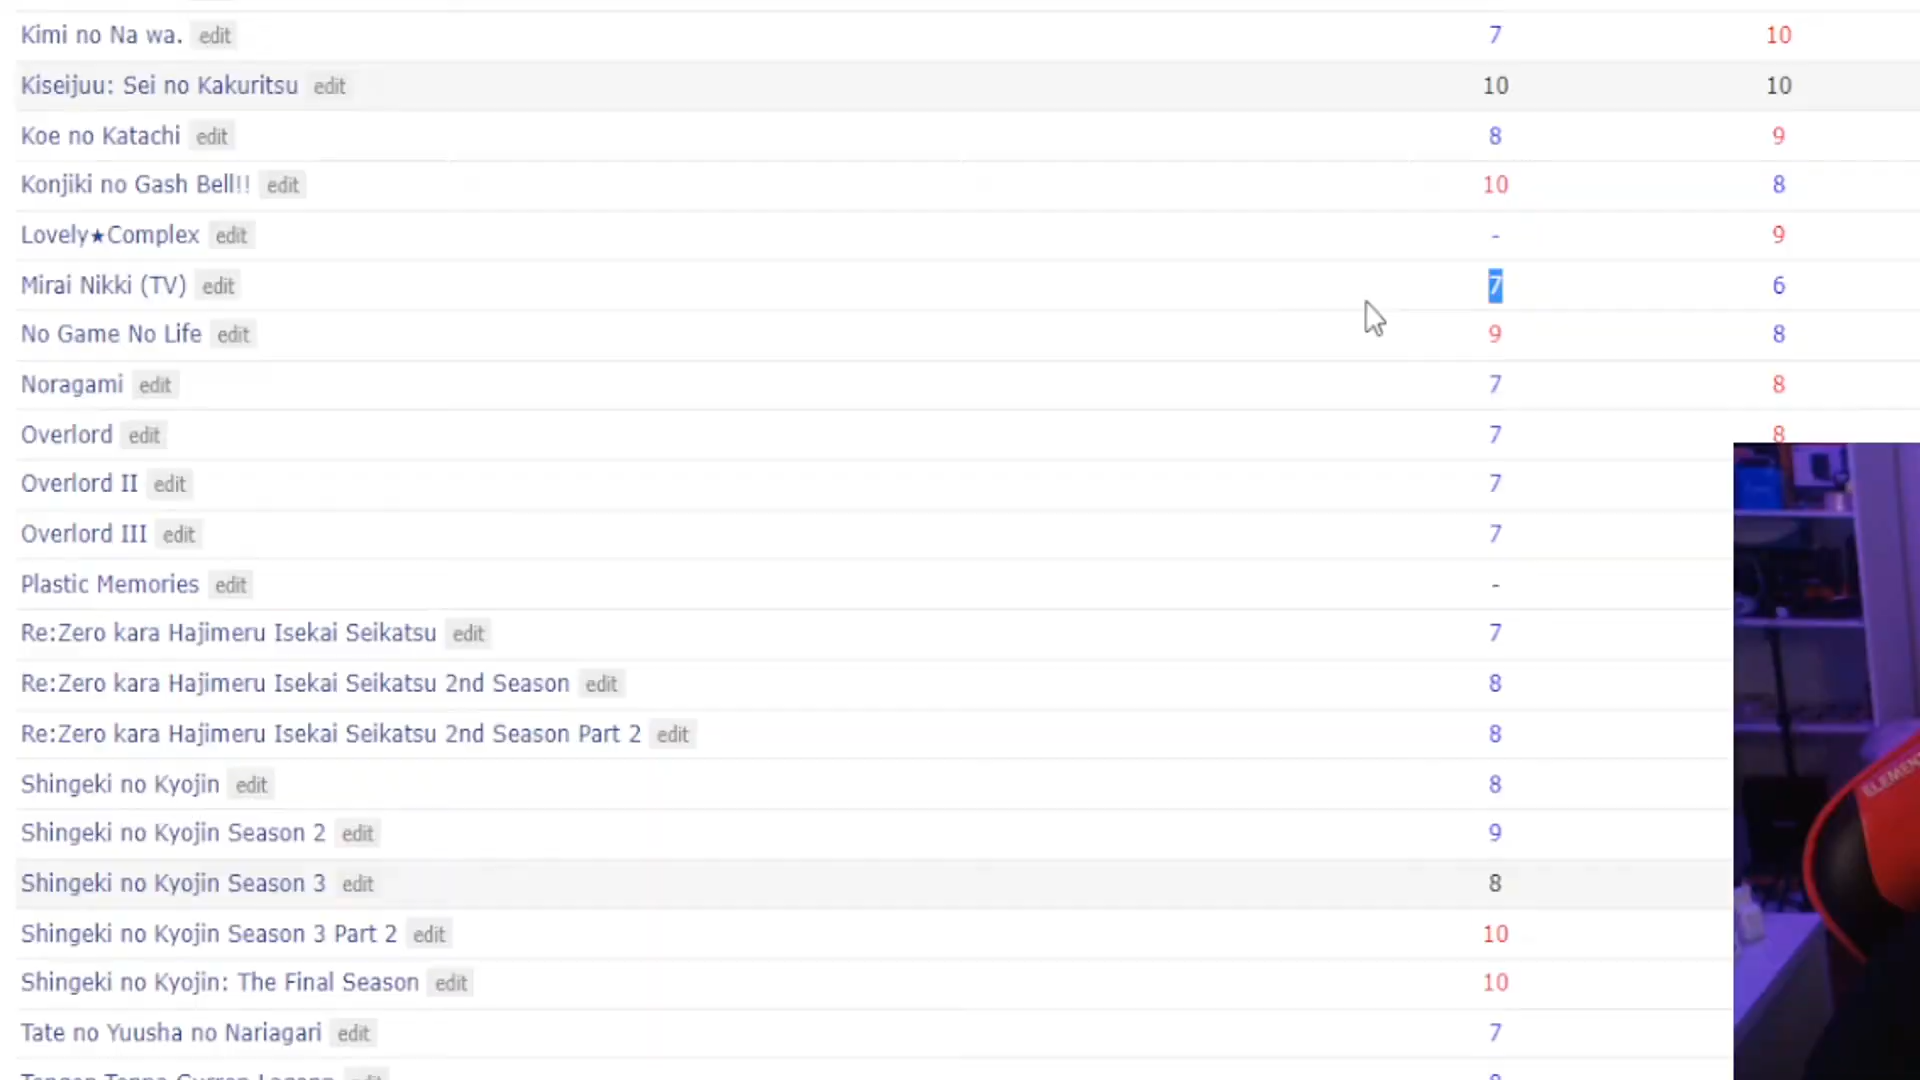 Kimi no Na wa. edit 7 10
Kiseijuu: Sei no Kakuritsu edit 10 10
Koe no Katachi edit 8 9
Konjiki no Gash Bell!! edit 10 8
Lovely★Complex edit - 9
Mirai Nikki (TV) edit 7 6
No Game No Life edit 9 8
Noragami edit 7 8
Overlord edit 7 8
Overlord II edit 7
Overlord III edit 7
Plastic Memories edit -
Re:Zero kara Hajimeru Isekai Seikatsu edit 7
Re:Zero kara Hajimeru Isekai Seikatsu 2nd Season edit 8
Re:Zero kara Hajimeru Isekai Seikatsu 2nd Season Part 2 edit 8
Shingeki no Kyojin edit 8
Shingeki no Kyojin Season 2 edit 9
Shingeki no Kyojin Season 3 edit 8
Shingeki no Kyojin Season 3 Part 2 edit 10
Shingeki no Kyojin: The Final Season edit 10
Tate no Yuusha no Nariagari edit 7